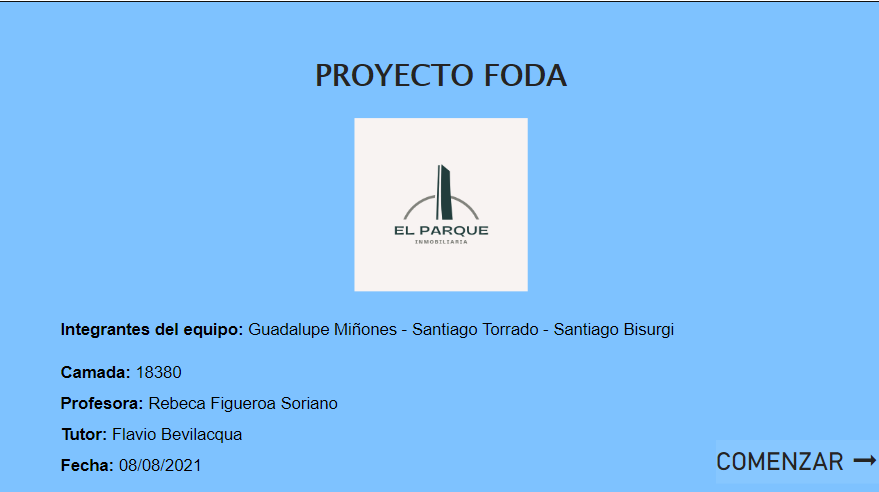 PROYECTO FODA
EL PARQUE
INMOBILIARIA
Integrantes del equipo: Guadalupe Miñones - Santiago Torrado - Santiago Bisurgi
Camada: 18380
Profesora: Rebeca Figueroa Soriano
Tutor: Flavio Bevilacqua
Fecha: 08/08/2021
COMENZAR →